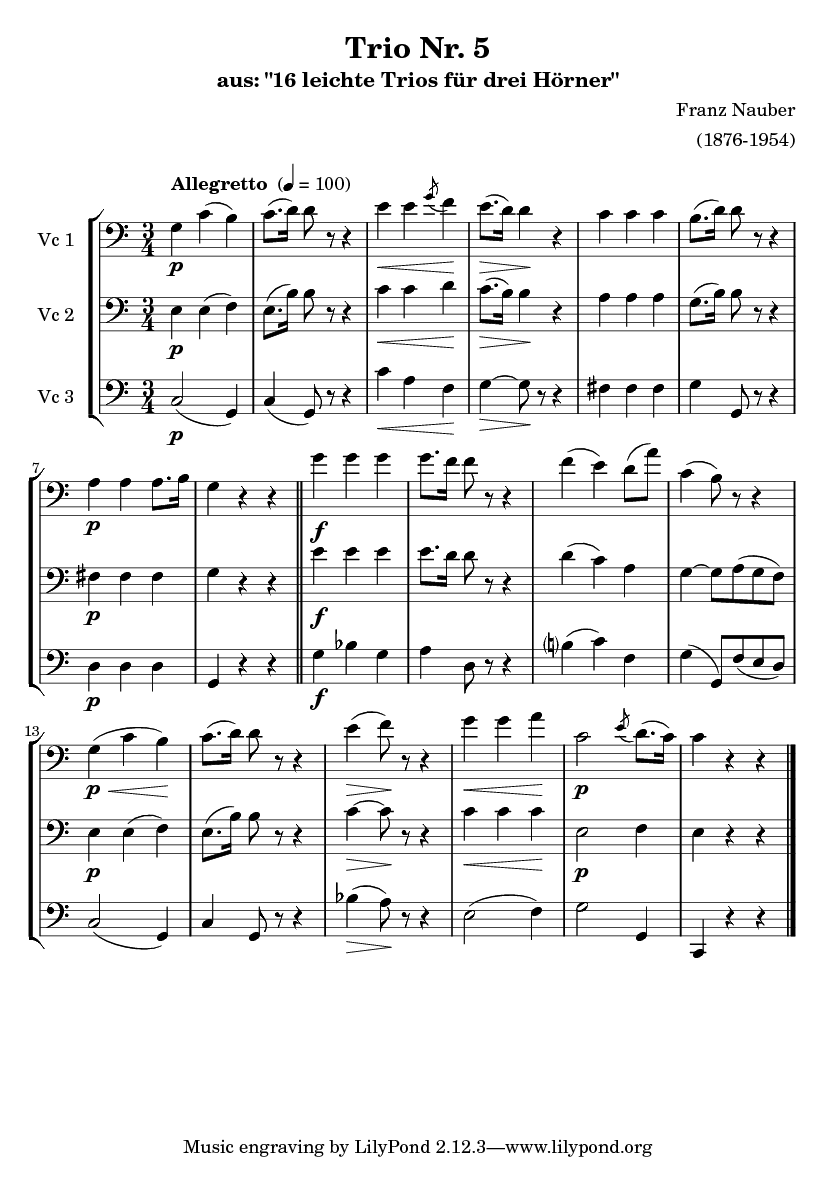 Trio Nr. 5
aus: "16 leichte Trios für drei Hörner"
Franz Nauber
(1876-1954)
Allegretto (♩ = 100)
Vc 1
p
Vc 2
p
Vc 3
p
7
p
f
p
f
p
f
13
p
p
p
p
Music engraving by LilyPond 2.12.3—www.lilypond.org